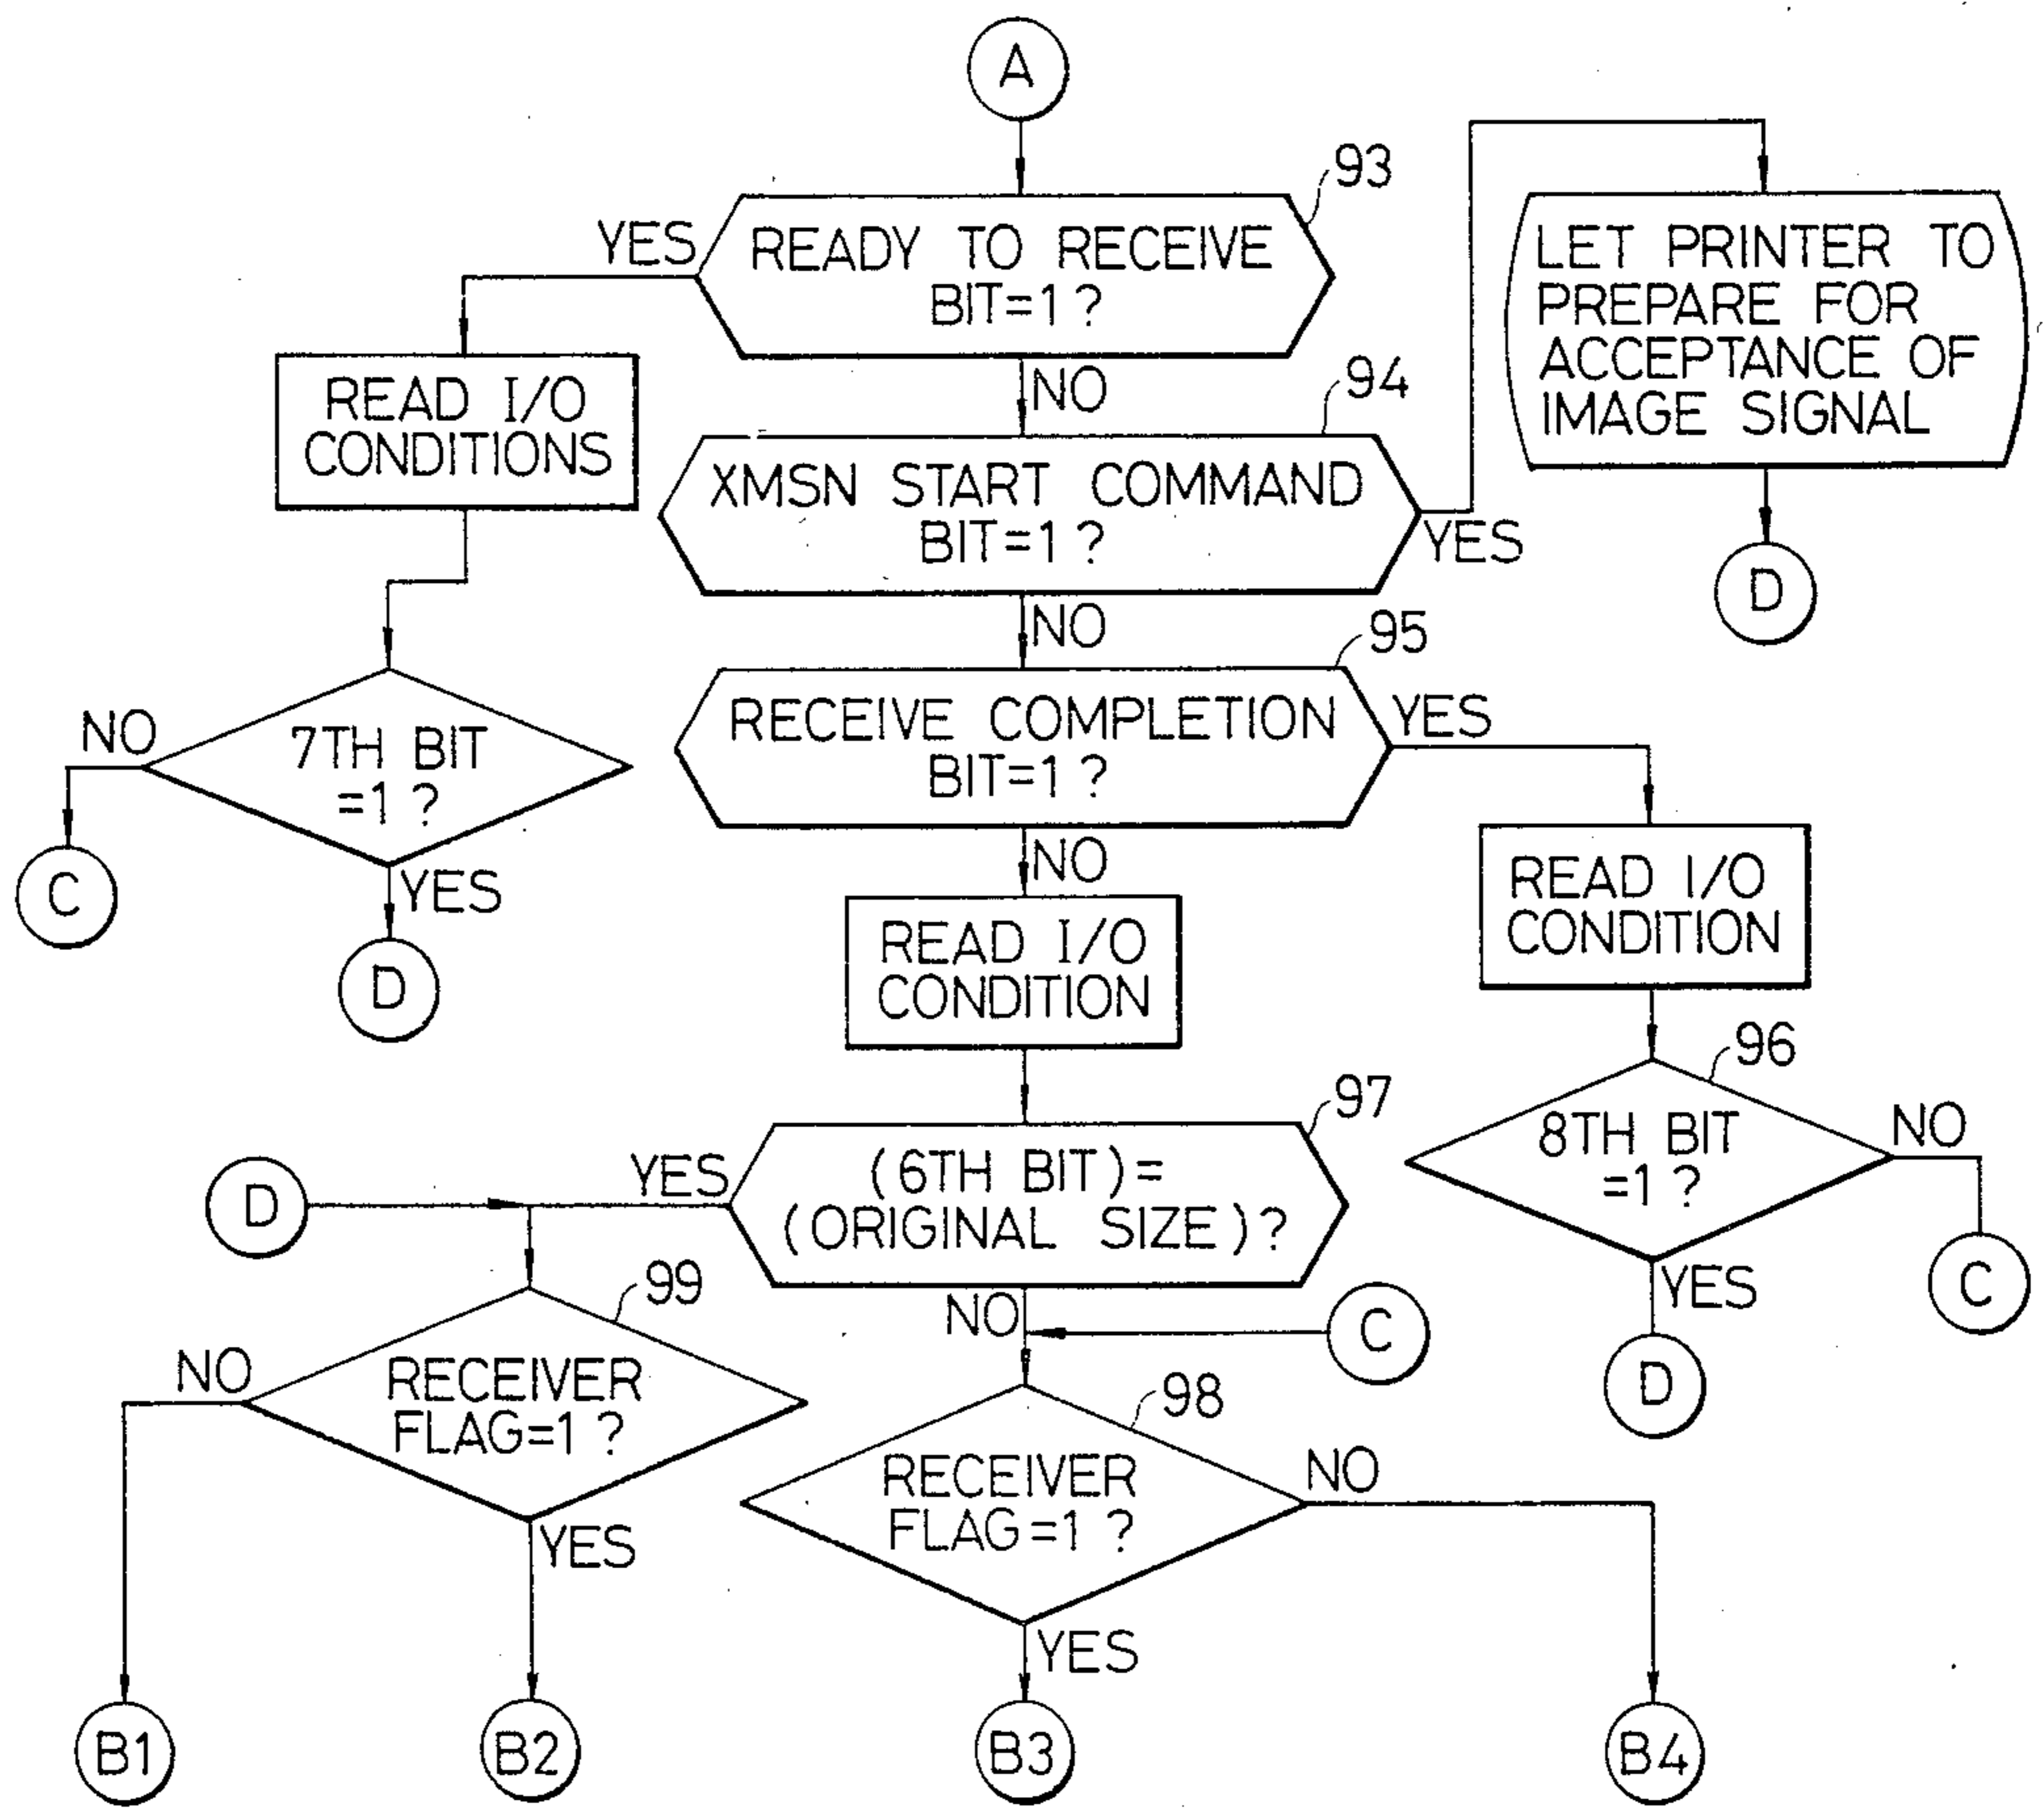 A
93
YES
READY TO RECEIVE
BIT=1 ?
LET PRINTER TO
PREPARE FOR
ACCEPTANCE OF
IMAGE SIGNAL
READ I/O
CONDITIONS
NO
94
XMSN START COMMAND
BIT=1 ?
YES
D
NO
95
RECEIVE COMPLETION
BIT=1 ?
YES
NO
7TH BIT
=1 ?
C
YES
D
NO
READ I/O
CONDITION
READ I/O
CONDITION
96
8TH BIT
=1 ?
NO
C
YES
D
97
(6TH BIT)=
(ORIGINAL SIZE)?
YES
D
NO
C
99
RECEIVER
FLAG=1 ?
NO
YES
98
RECEIVER
FLAG=1 ?
NO
YES
B1
B2
B3
B4